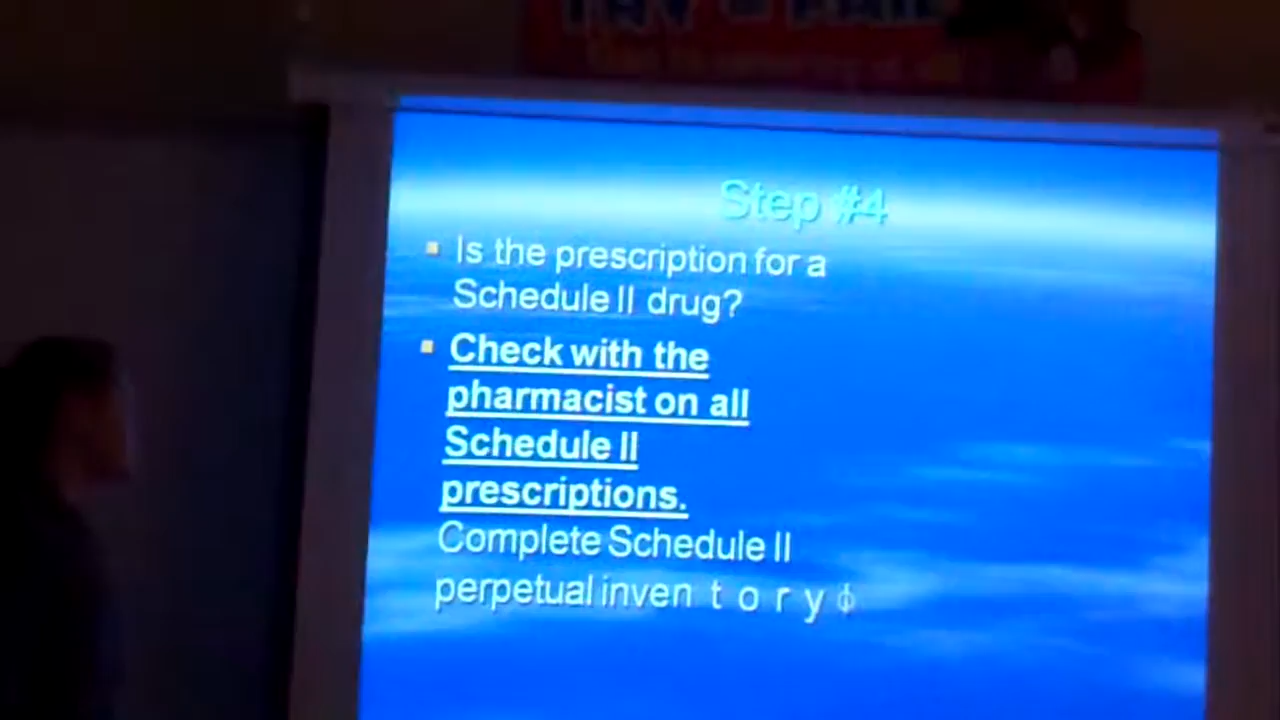 Step #4
Is the prescription for a
Schedule II drug?
Check with the
pharmacist on all
Schedule II
prescriptions.
Complete Schedule II
perpetual inven t o r y ϕ